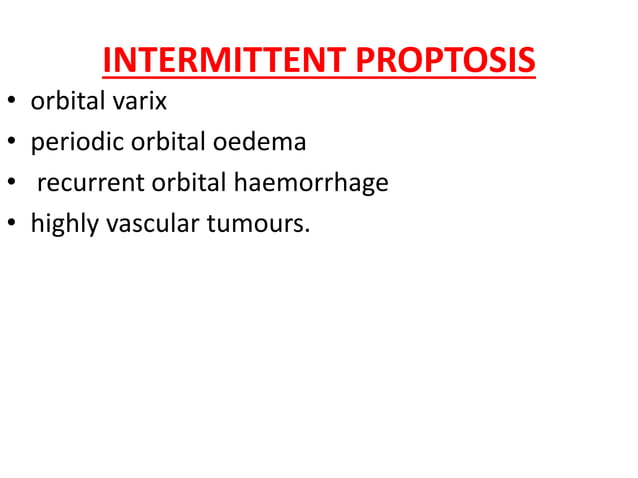 INTERMITTENT PROPTOSIS
• orbital varix
• periodic orbital oedema
• recurrent orbital haemorrhage
• highly vascular tumours.